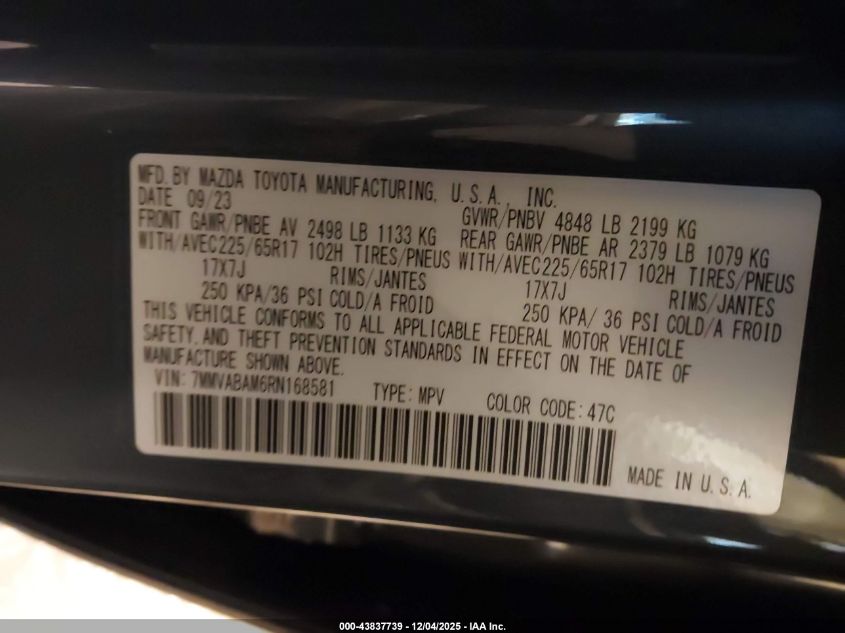 MFD. BY MAZDA TOYOTA MANUFACTURING, U.S.A., INC.
DATE 09/23 GVWR/PNBV 4848 LB 2199 KG
FRONT GAWR/PNBE AV 2498 LB 1133 KG REAR GAWR/PNBE AR 2379 LB 1079 KG
WITH/AVEC225/65R17 102H TIRES/PNEUS WITH/AVEC225/65R17 102H TIRES/PNEUS
17X7J RIMS/JANTES 17X7J RIMS/JANTES
250 KPA/36 PSI COLD/A FROID 250 KPA/ 36 PSI COLD/A FROID
THIS VEHICLE CONFORMS TO ALL APPLICABLE FEDERAL MOTOR VEHICLE
SAFETY, AND THEFT PREVENTION STANDARDS IN EFFECT ON THE DATE OF
MANUFACTURE SHOWN ABOVE.
VIN: 7MMVABAM6RN168581 TYPE: MPV COLOR CODE: 47C
MADE IN U.S.A.
000-43837739 - 12/04/2025 - IAA Inc.